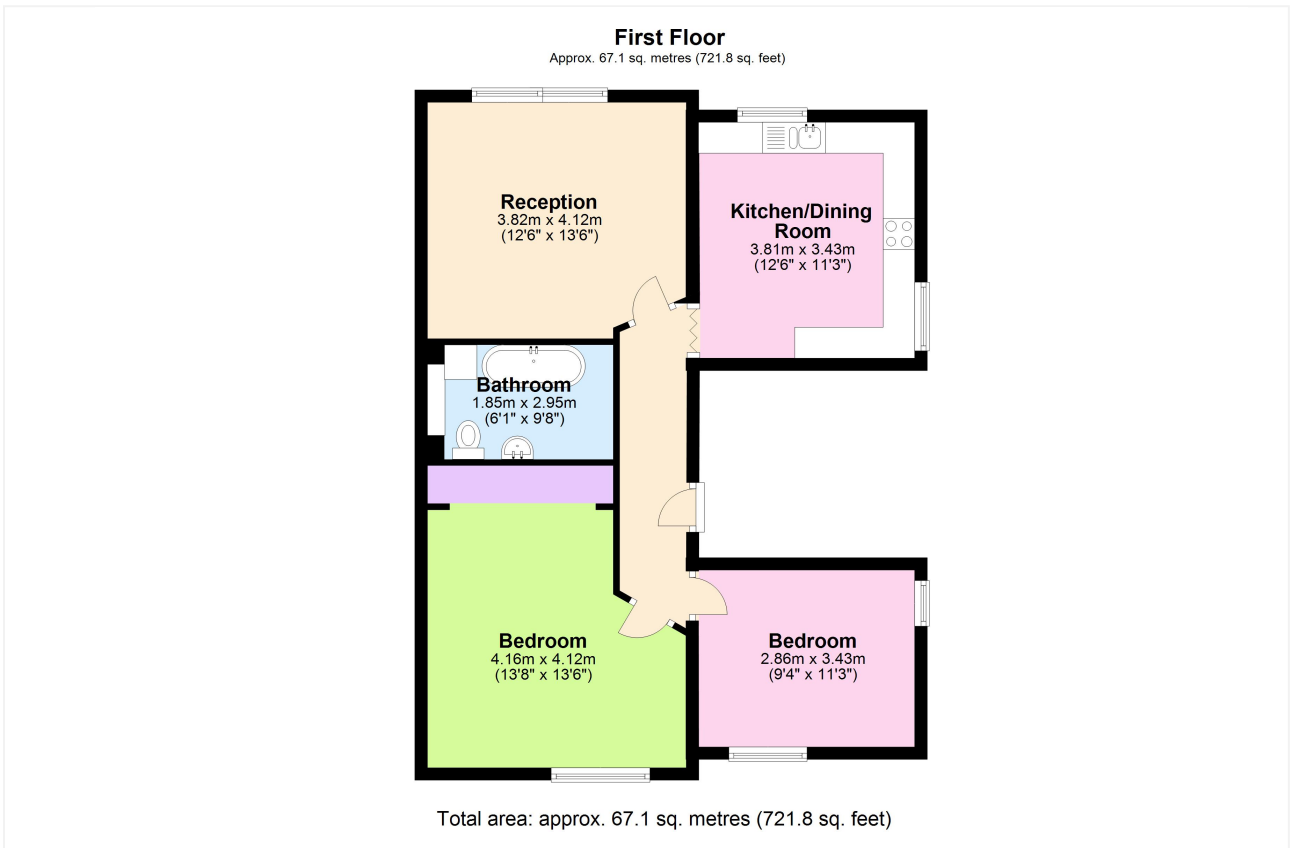 First Floor
Approx. 67.1 sq. metres (721.8 sq. feet)
Reception
3.82m x 4.12m
(12'6" x 13'6")
Kitchen/Dining
Room
3.81m x 3.43m
(12'6" x 11'3")
Bathroom
1.85m x 2.95m
(6'1" x 9'8")
Bedroom
4.16m x 4.12m
(13'8" x 13'6")
Bedroom
2.86m x 3.43m
(9'4" x 11'3")
Total area: approx. 67.1 sq. metres (721.8 sq. feet)